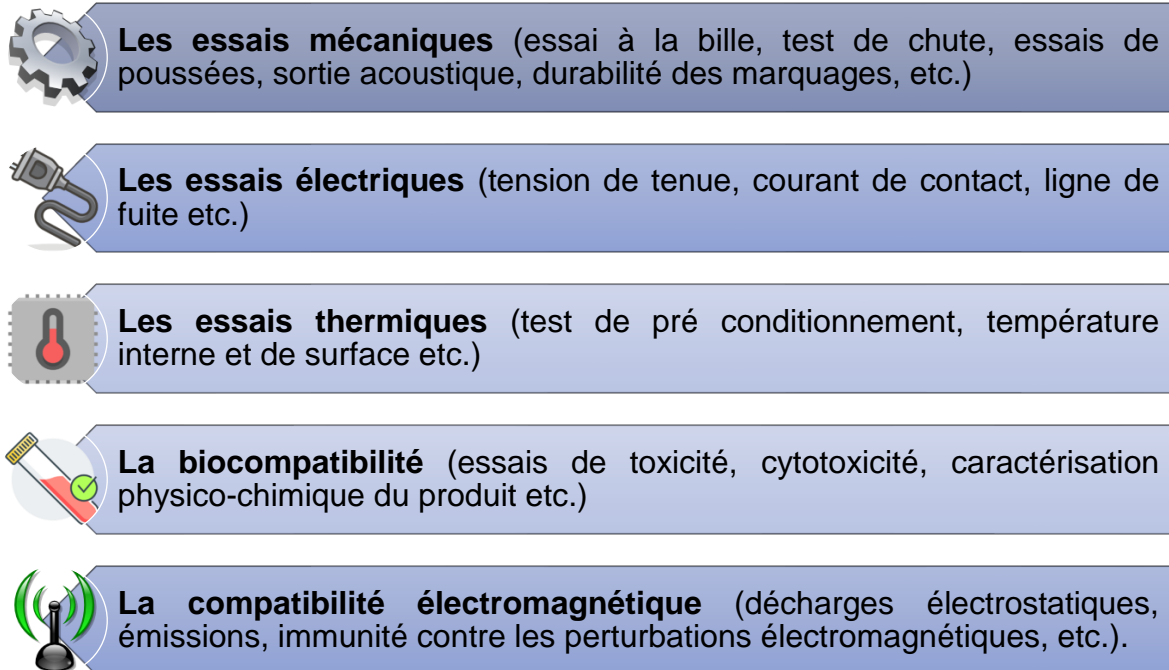 Les essais mécaniques (essai à la bille, test de chute, essais de
poussées, sortie acoustique, durabilité des marquages, etc.)
Les essais électriques (tension de tenue, courant de contact, ligne de
fuite etc.)
Les essais thermiques (test de pré conditionnement, température
interne et de surface etc.)
La biocompatibilité (essais de toxicité, cytotoxicité, caractérisation
physico-chimique du produit etc.)
La compatibilité électromagnétique (décharges électrostatiques,
émissions, immunité contre les perturbations électromagnétiques, etc.).